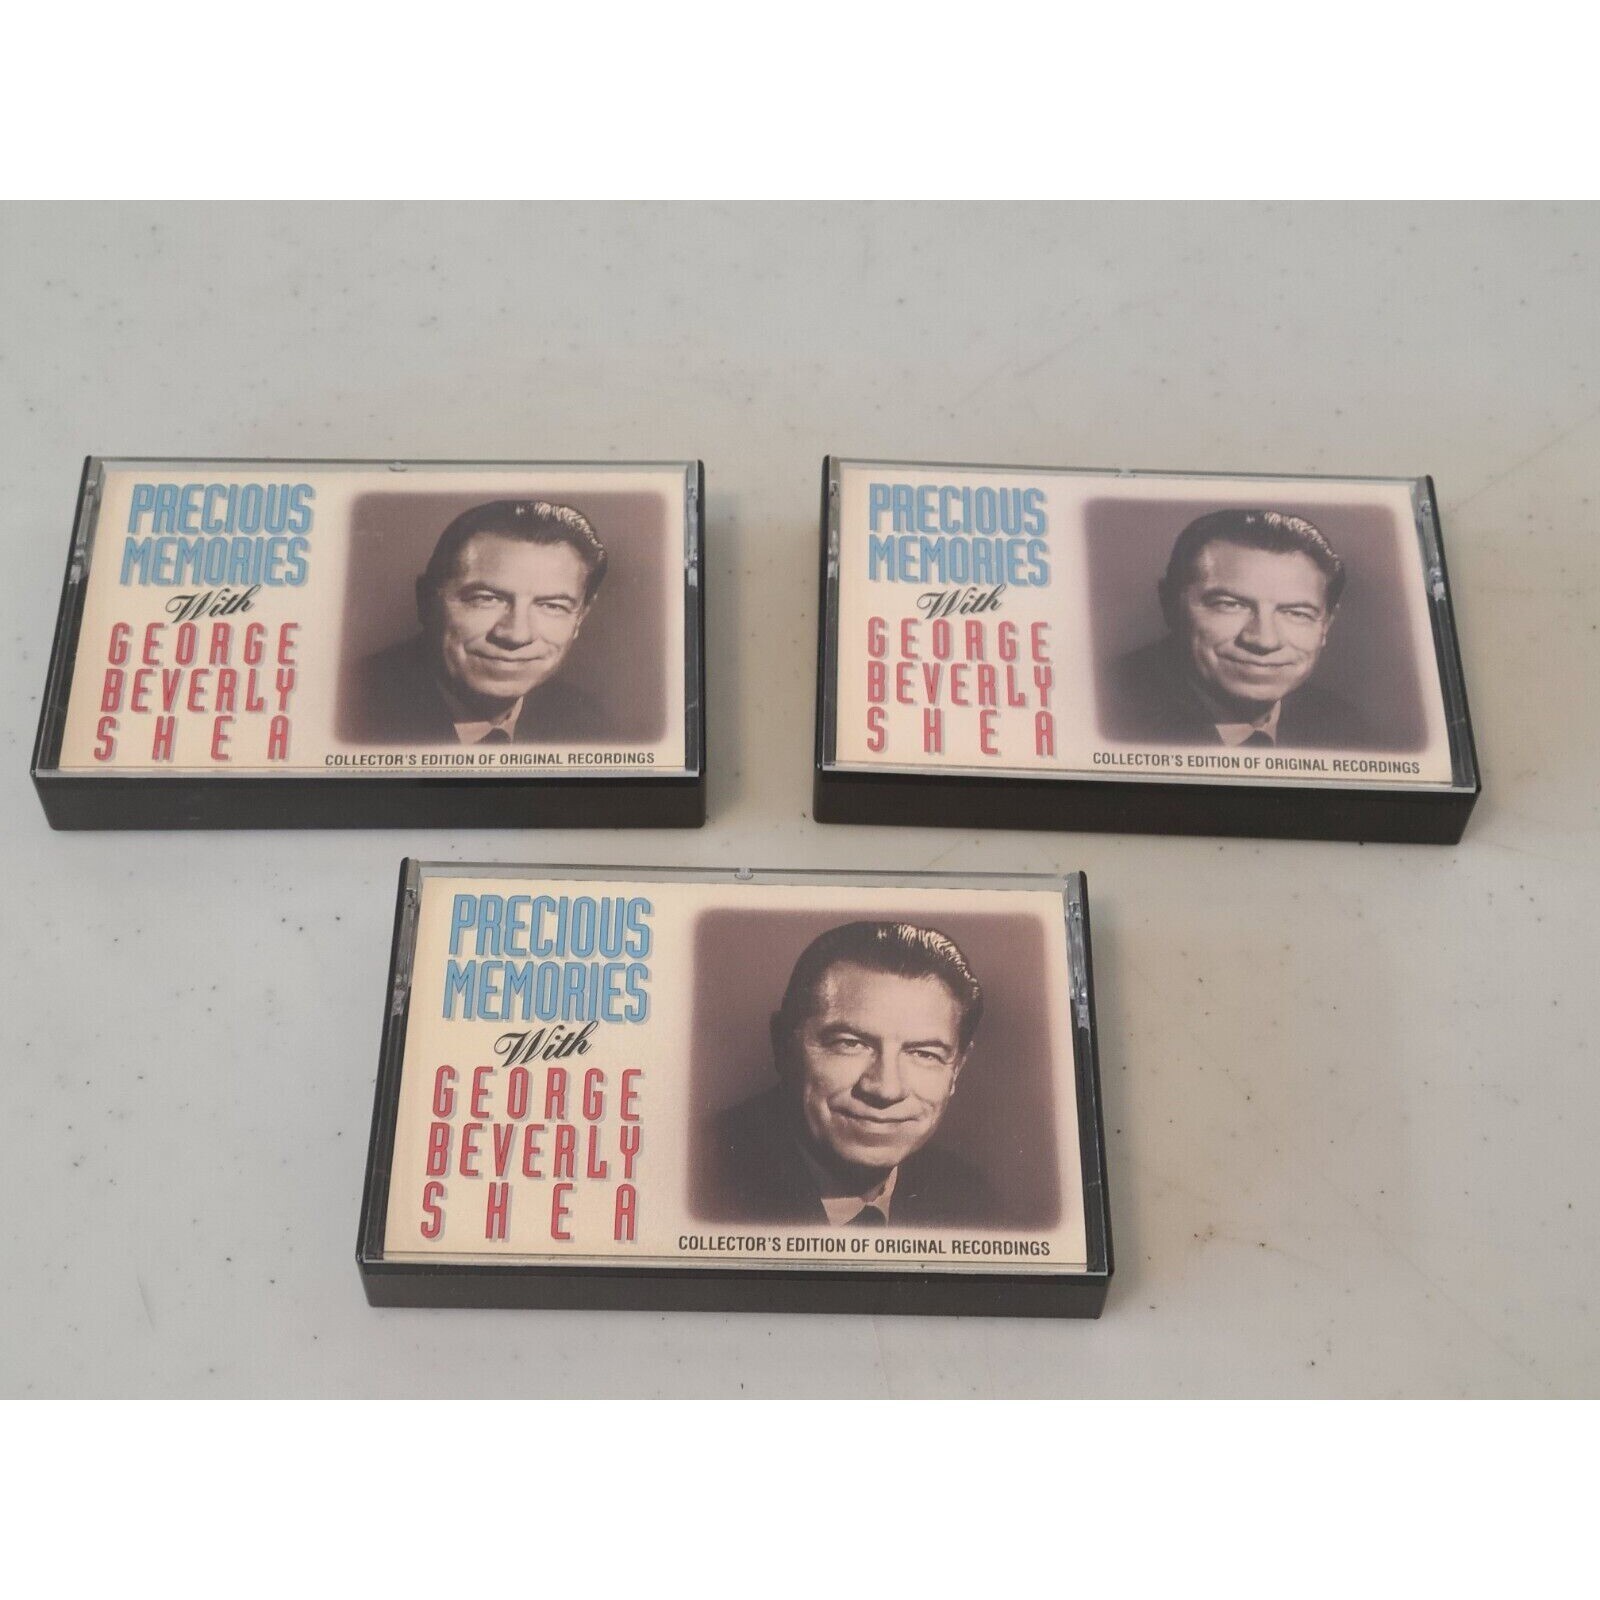 PRECIOUS
MEMORIES
With
GEORGE
BEVERLY
SHEA
COLLECTOR'S EDITION OF ORIGINAL RECORDINGS
PRECIOUS
MEMORIES
With
GEORGE
BEVERLY
SHEA
COLLECTOR'S EDITION OF ORIGINAL RECORDINGS
PRECIOUS
MEMORIES
With
GEORGE
BEVERLY
SHEA
COLLECTOR'S EDITION OF ORIGINAL RECORDINGS